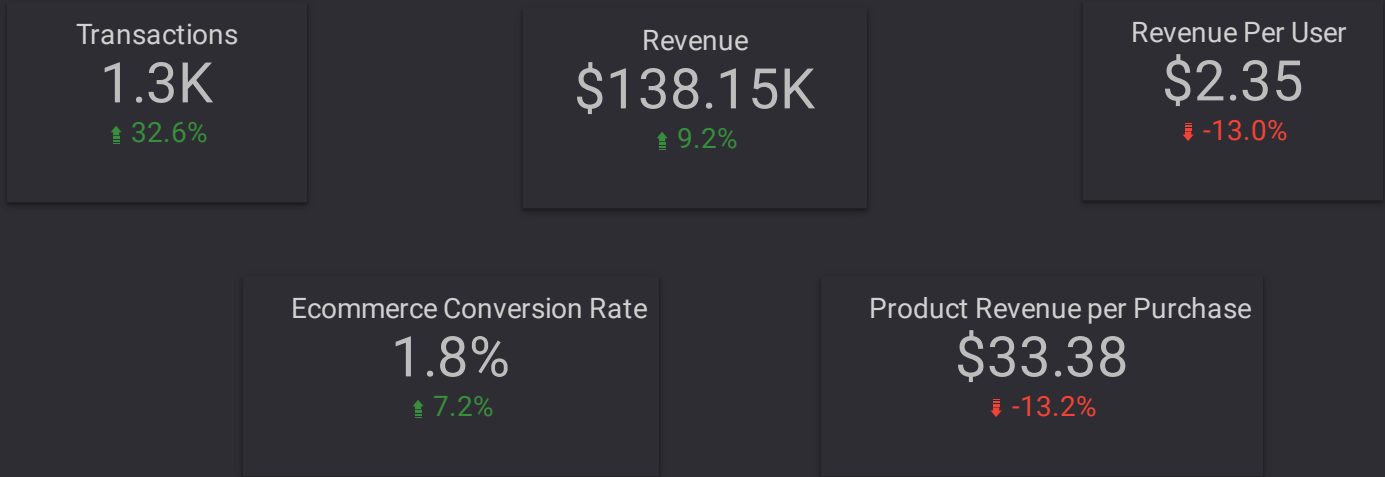 Transactions
1.3K
32.6%
Revenue
$138.15K
9.2%
Revenue Per User
$2.35
-13.0%
Ecommerce Conversion Rate
1.8%
7.2%
Product Revenue per Purchase
$33.38
-13.2%